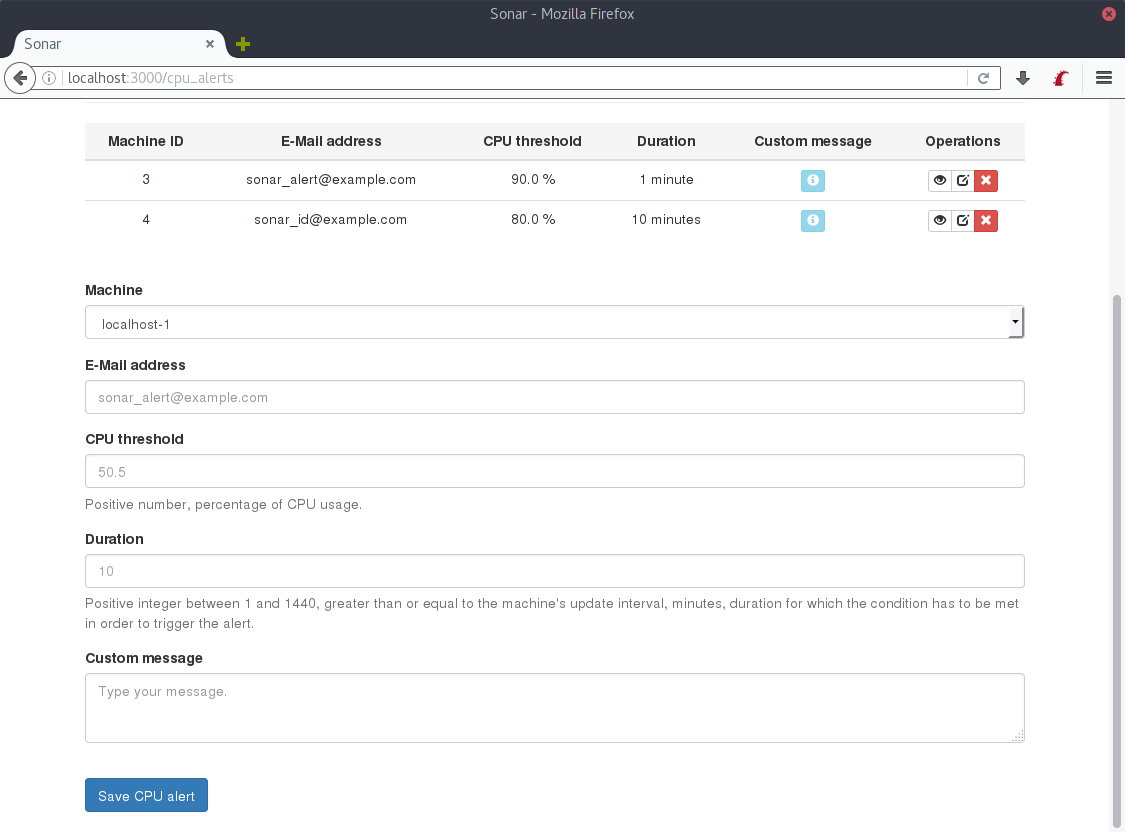 Sonar - Mozilla Firefox
Sonar
localhost:3000/cpu_alerts
Machine ID E-Mail address CPU threshold Duration Custom message Operations
3 sonar_alert@example.com 90.0 % 1 minute
4 sonar_id@example.com 80.0 % 10 minutes
Machine
localhost-1
E-Mail address
sonar_alert@example.com
CPU threshold
50.5
Positive number, percentage of CPU usage.
Duration
10
Positive integer between 1 and 1440, greater than or equal to the machine's update interval, minutes, duration for which the condition has to be met
in order to trigger the alert.
Custom message
Type your message.
Save CPU alert